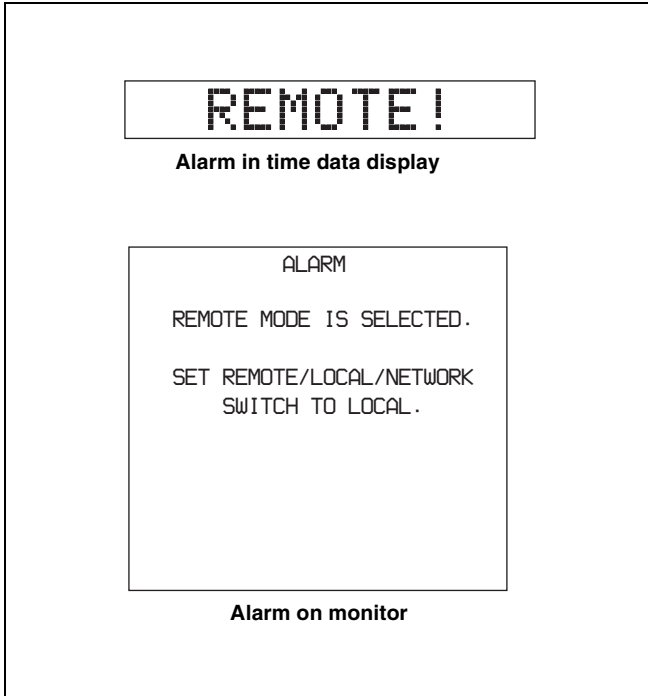 REMOTE!
Alarm in time data display
ALARM
REMOTE MODE IS SELECTED.
SET REMOTE/LOCAL/NETWORK
SWITCH TO LOCAL.
Alarm on monitor